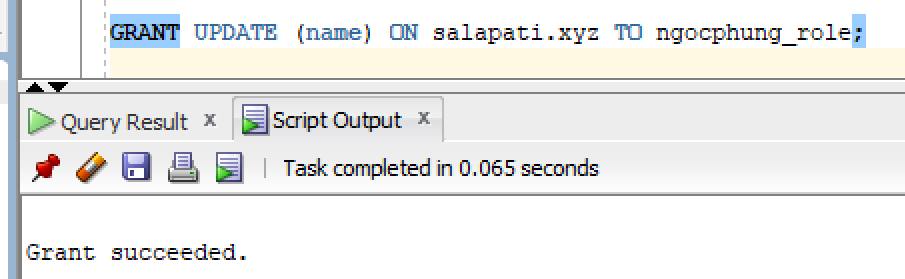 GRANT UPDATE (name) ON salapati.xyz TO ngocphung_role;
Query Result x Script Output x
Task completed in 0.065 seconds
Grant succeeded.